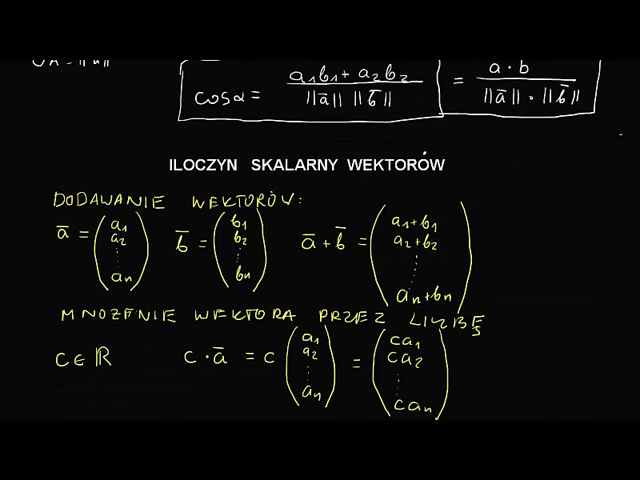 cosα = a₁b₁ + a₂b₂ / ||ā|| ||b̄|| = a · b / ||ā|| · ||b̄||
ILOCZYN SKALARNY WEKTORÓW
DODAWANIE WEKTORÓW:
ā = (a₁ a₂ ⋮ aₙ) b̄ = (b₁ b₂ ⋮ bₙ) ā + b̄ = (a₁+b₁ a₂+b₂ ⋮ aₙ+bₙ)
MNOŻENIE WEKTORA PRZEZ LICZBĘ
C ∈ ℝ c · ā = c (a₁ a₂ ⋮ aₙ) = (ca₁ ca₂ ⋮ caₙ)